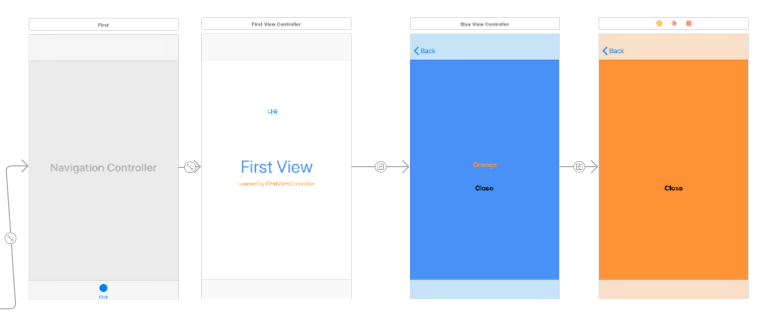 First
First View Controller
Blue View Controller
Back
Back
다음
Navigation Controller
First View
powered by FirstViewController
Orange
Close
Close
First